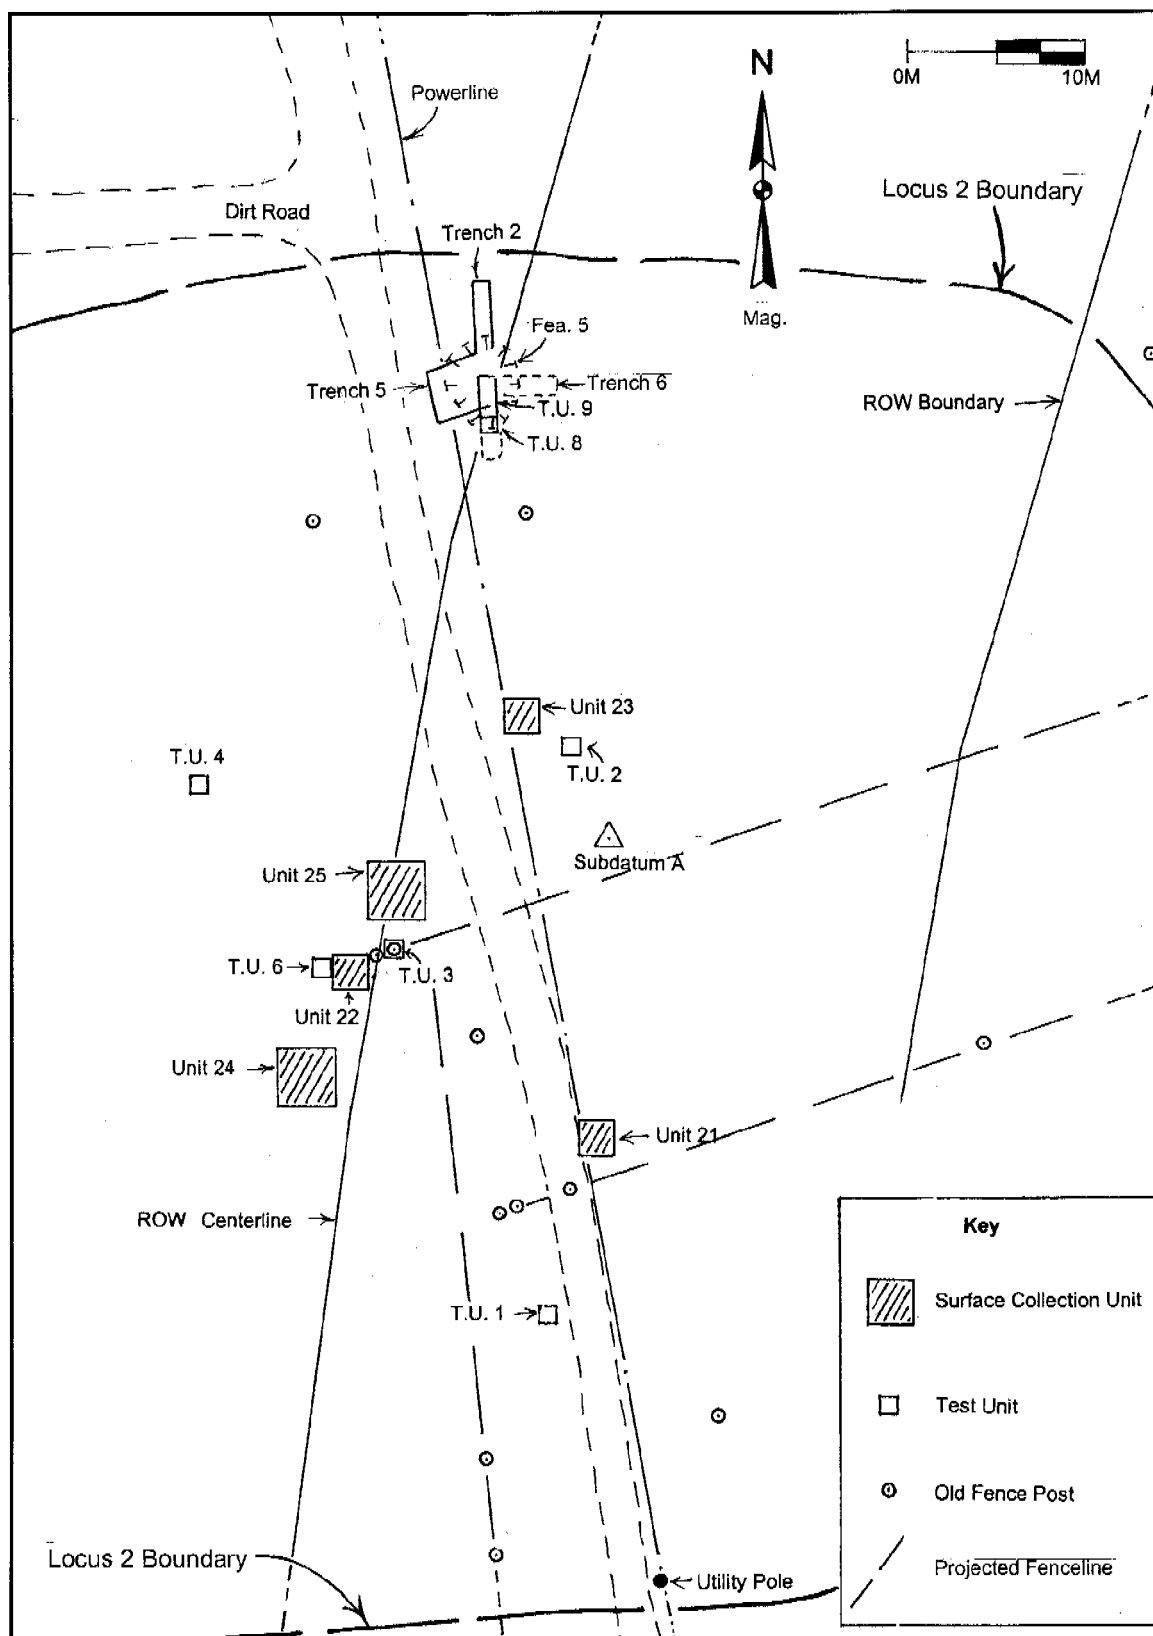 N
0M 10M
Powerline
Locus 2 Boundary
Dirt Road
Trench 2
Mag.
Fea. 5
Trench 5
Trench 6
T.U. 9
ROW Boundary
T.U. 8
Unit 23
T.U. 4
T.U. 2
Subdatum A
Unit 25
T.U. 6
T.U. 3
Unit 22
Unit 24
Unit 21
ROW Centerline
T.U. 1
Key
Surface Collection Unit
Test Unit
Old Fence Post
Projected Fenceline
Locus 2 Boundary
Utility Pole